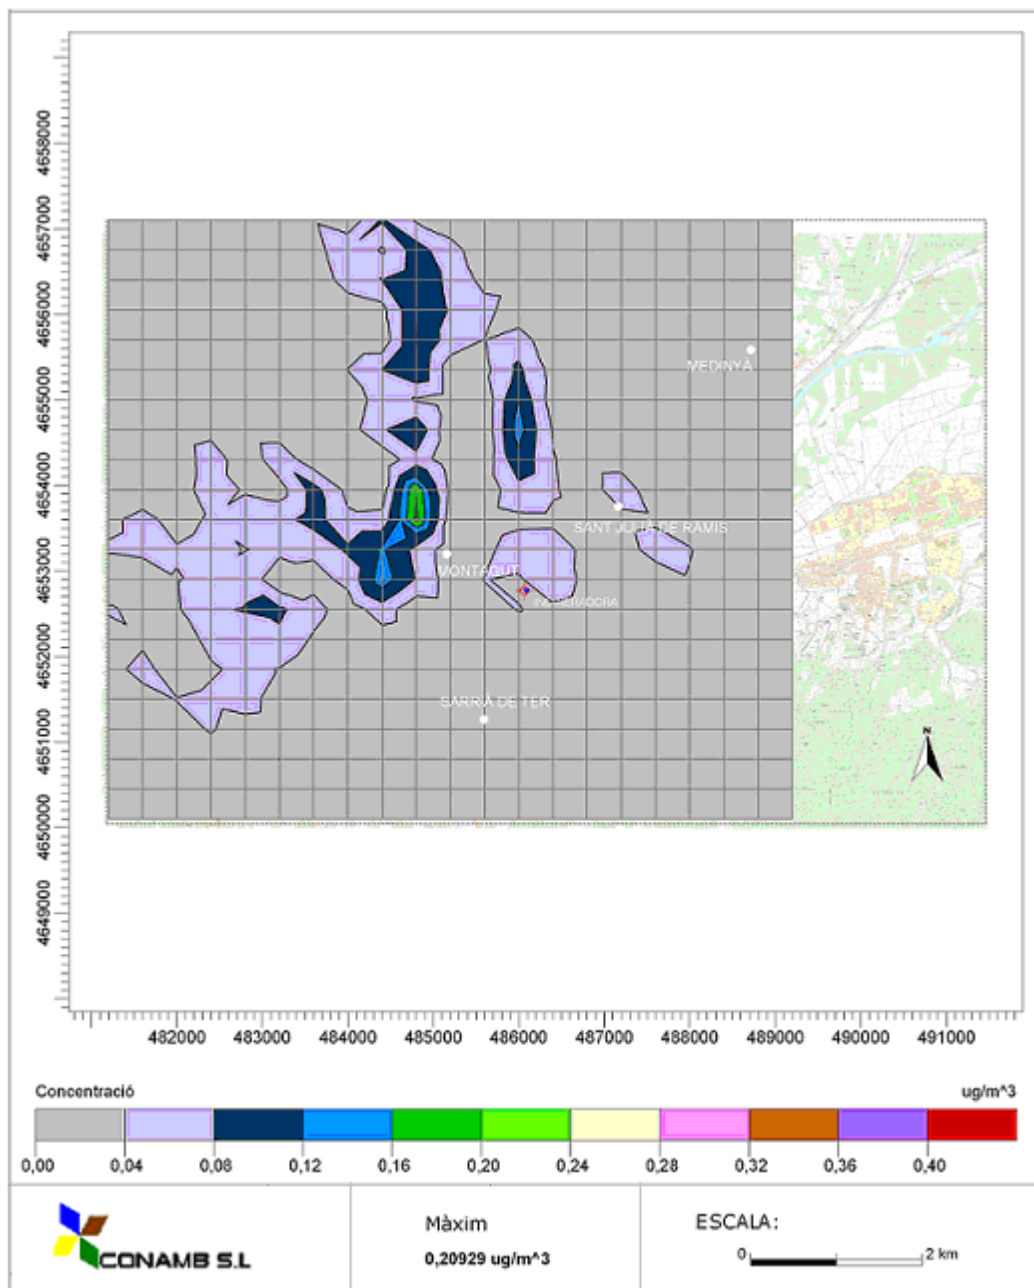 4658000
4657000
4656000
4655000
4654000
4653000
4652000
4651000
4650000
4649000
MEDINYÀ
SANT JULIÀ DE RAMIS
MONTAGUT
INCINERADORA
SARRIÀ DE TER
N
482000 483000 484000 485000 486000 487000 488000 489000 490000 491000
Concentració ug/m^3
0,00 0,04 0,08 0,12 0,16 0,20 0,24 0,28 0,32 0,36 0,40
CONAMB S.L
Màxim
0,20929 ug/m^3
ESCALA:
0 2 km